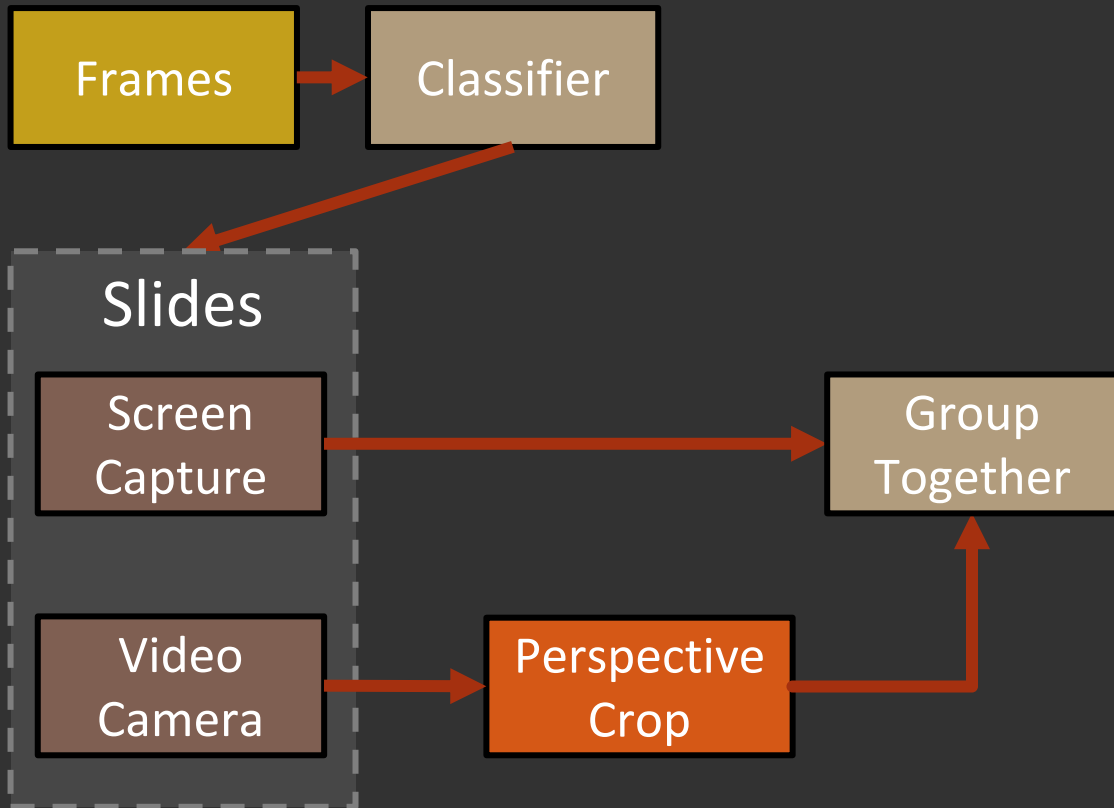 Frames
Classifier
Slides
Screen
Capture
Group
Together
Video
Camera
Perspective
Crop